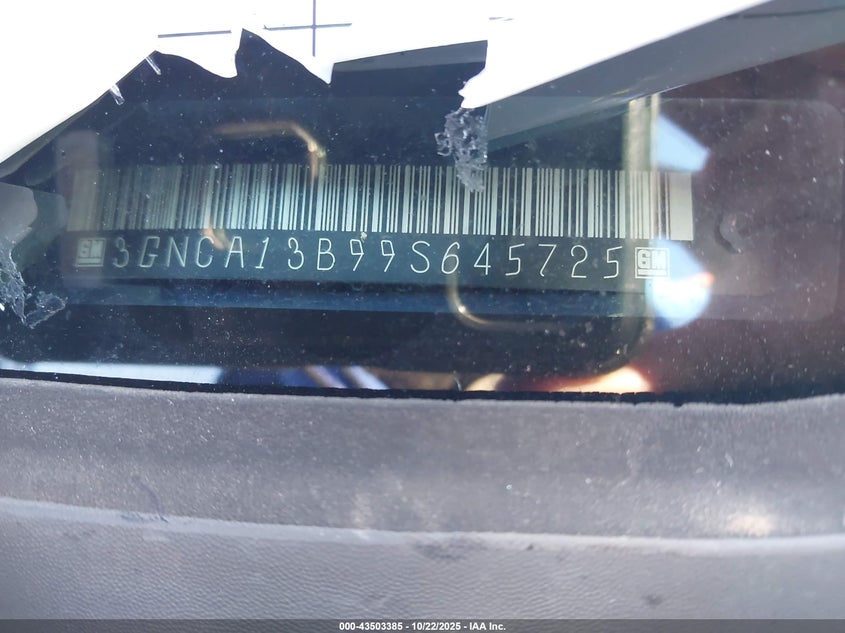 GM 3GNCA13B99S645725 GM
000-43503385 - 10/22/2025 - IAA Inc.